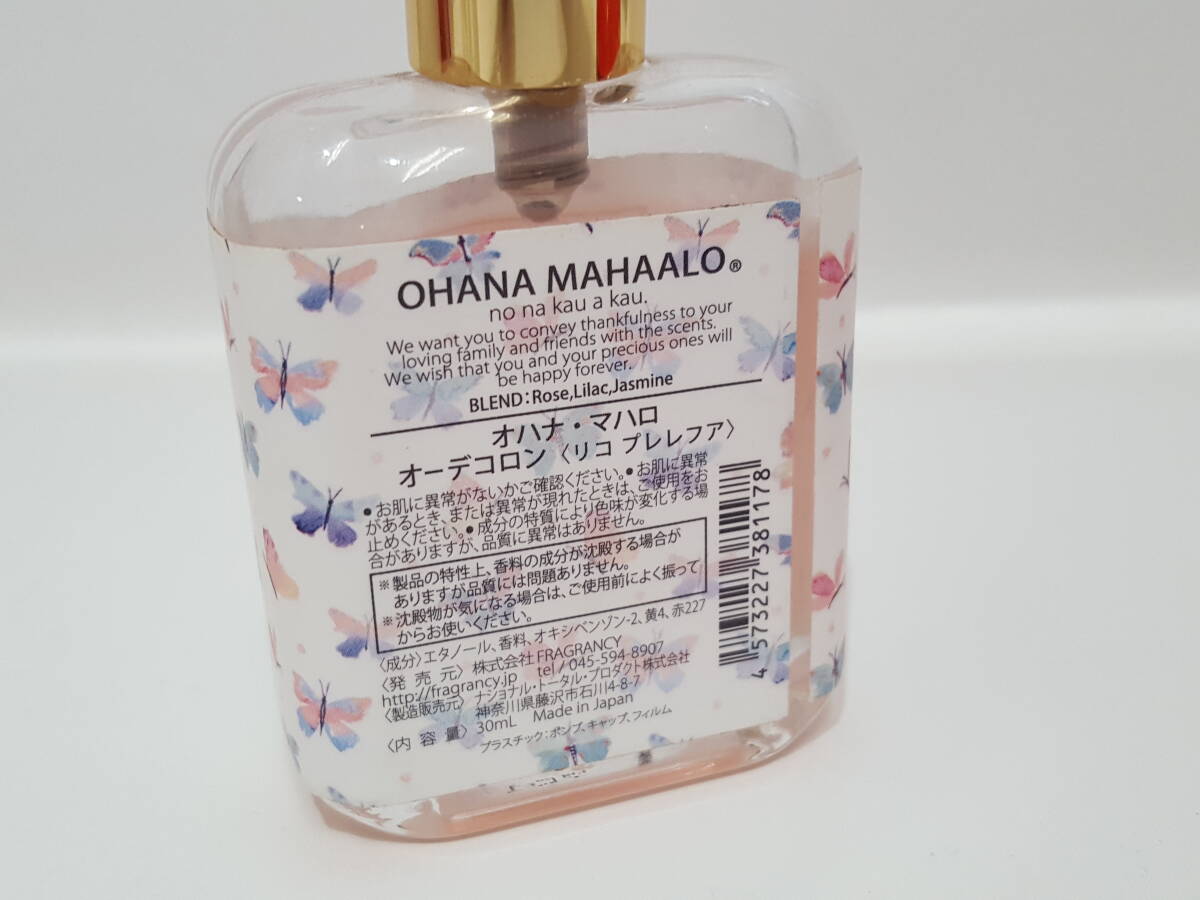 OHANA MAHAALO®
no na kau a kau.
We want you to convey thankfulness to your
loving family and friends with the scents.
We wish that you and your precious ones will
be happy forever.
BLEND:Rose,Lilac,Jasmine
オハナ・マハロ
オーデコロン〈リコ プレレフア〉
●お肌に異常がないかご確認ください。●お肌に異常
があるとき、または異常が現れたときは、ご使用をお
止めください。●成分の特質により色味が変化する場
合がありますが、品質に異常はありません。
※製品の特性上、香料の成分が沈殿する場合が
ありますが品質には問題ありません。
※沈殿物が気になる場合は、ご使用前によく振って
からお使いください。
〈成分〉エタノール、香料、オキシベンゾン-2、黄4、赤227
〈発売元〉株式会社FRAGRANCY
http://fragrancy.jp tel/045-594-8907
〈製造販売元〉ナショナル・トータル・プロダクト株式会社
神奈川県藤沢市石川4-8-7
〈内容量〉30mL Made in Japan
プラスチック:ポンプ、キャップ、フィルム
4573227381178